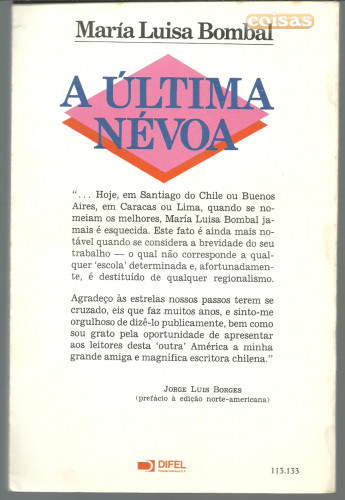 María Luisa Bombal
coisas
A ÚLTIMA
NÉVOA
“... Hoje, em Santiago do Chile ou Buenos
Aires, em Caracas ou Lima, quando se no-
meiam os melhores, María Luisa Bombal ja-
mais é esquecida. Este fato é ainda mais no-
tável quando se considera a brevidade do seu
trabalho — o qual não corresponde a qual-
quer ‘escola’ determinada e, afortunadamen-
te, é destituído de qualquer regionalismo.
Agradeço às estrelas nossos passos terem se
cruzado, eis que faz muitos anos, e sinto-me
orgulhoso de dizê-lo publicamente, bem como
sou grato pela oportunidade de apresentar
aos leitores desta ‘outra’ América a minha
grande amiga e magnífica escritora chilena.”
JORGE LUIS BORGES
(prefácio à edição norte-americana)
DIFEL
113.133